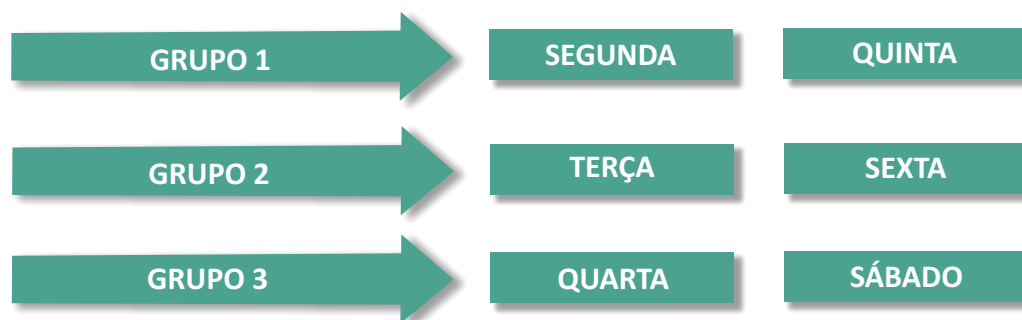 GRUPO 1 SEGUNDA QUINTA
GRUPO 2 TERÇA SEXTA
GRUPO 3 QUARTA SÁBADO